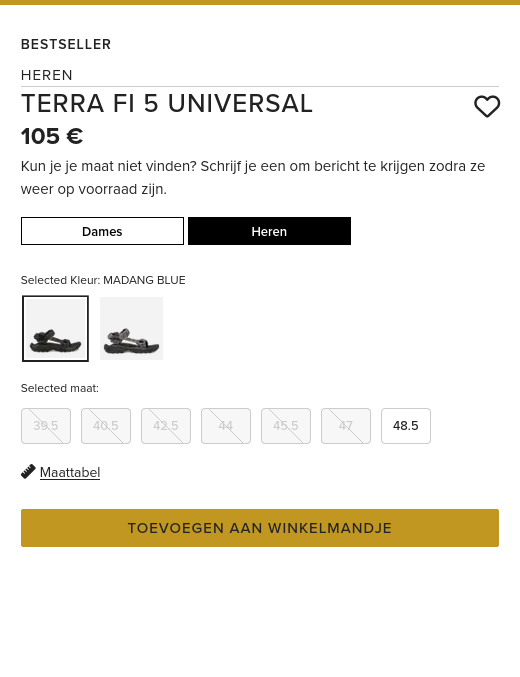 BESTSELLER
HEREN
TERRA FI 5 UNIVERSAL
105 €
Kun je je maat niet vinden? Schrijf je een om bericht te krijgen zodra ze
weer op voorraad zijn.
Dames
Heren
Selected Kleur: MADANG BLUE
Selected maat:
39.5
40.5
42.5
44
45.5
47
48.5
Maattabel
TOEVOEGEN AAN WINKELMANDJE